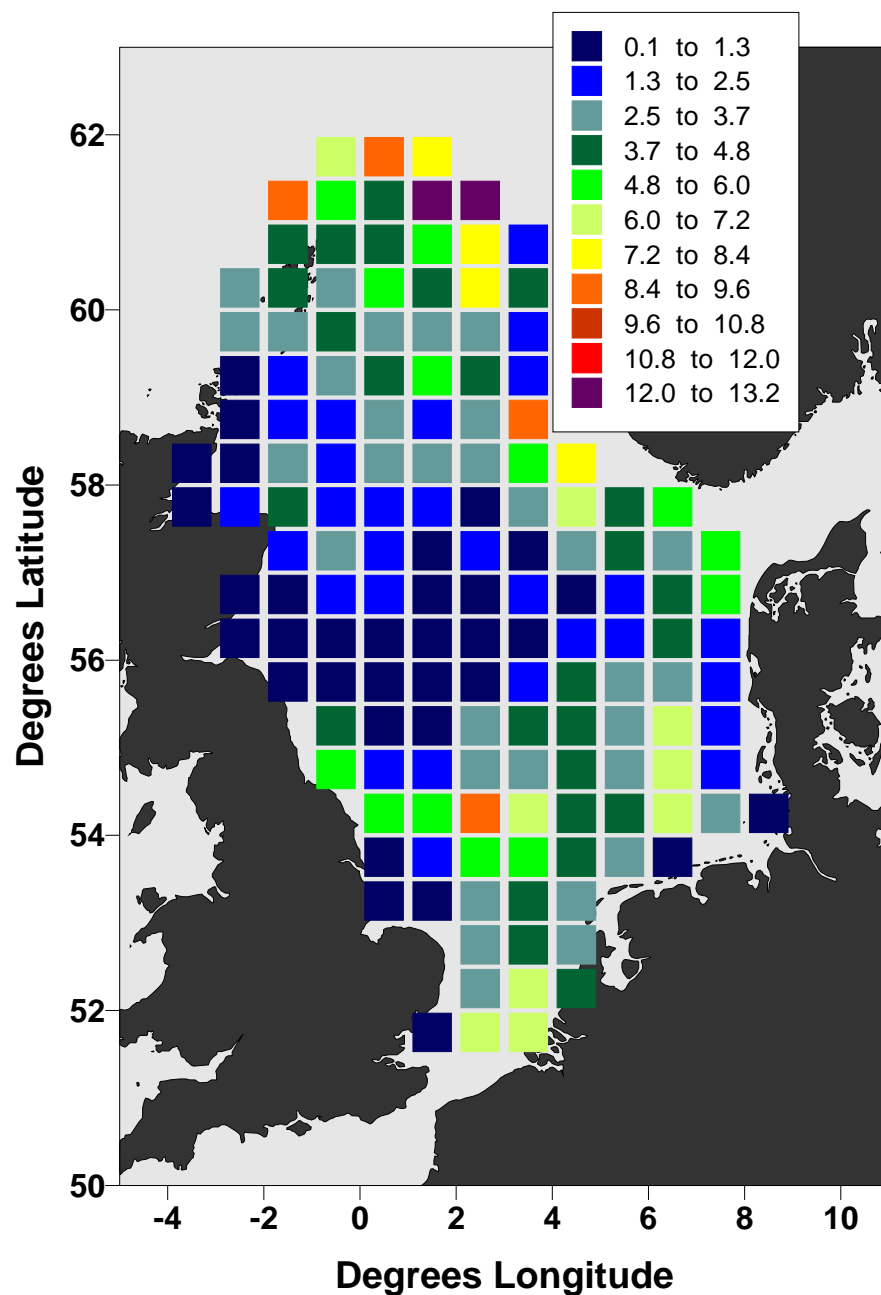 0.1 to 1.3
1.3 to 2.5
2.5 to 3.7
3.7 to 4.8
4.8 to 6.0
6.0 to 7.2
7.2 to 8.4
8.4 to 9.6
9.6 to 10.8
10.8 to 12.0
12.0 to 13.2
62
60
58
56
54
52
50
Degrees Latitude
-4 -2 0 2 4 6 8 10
Degrees Longitude